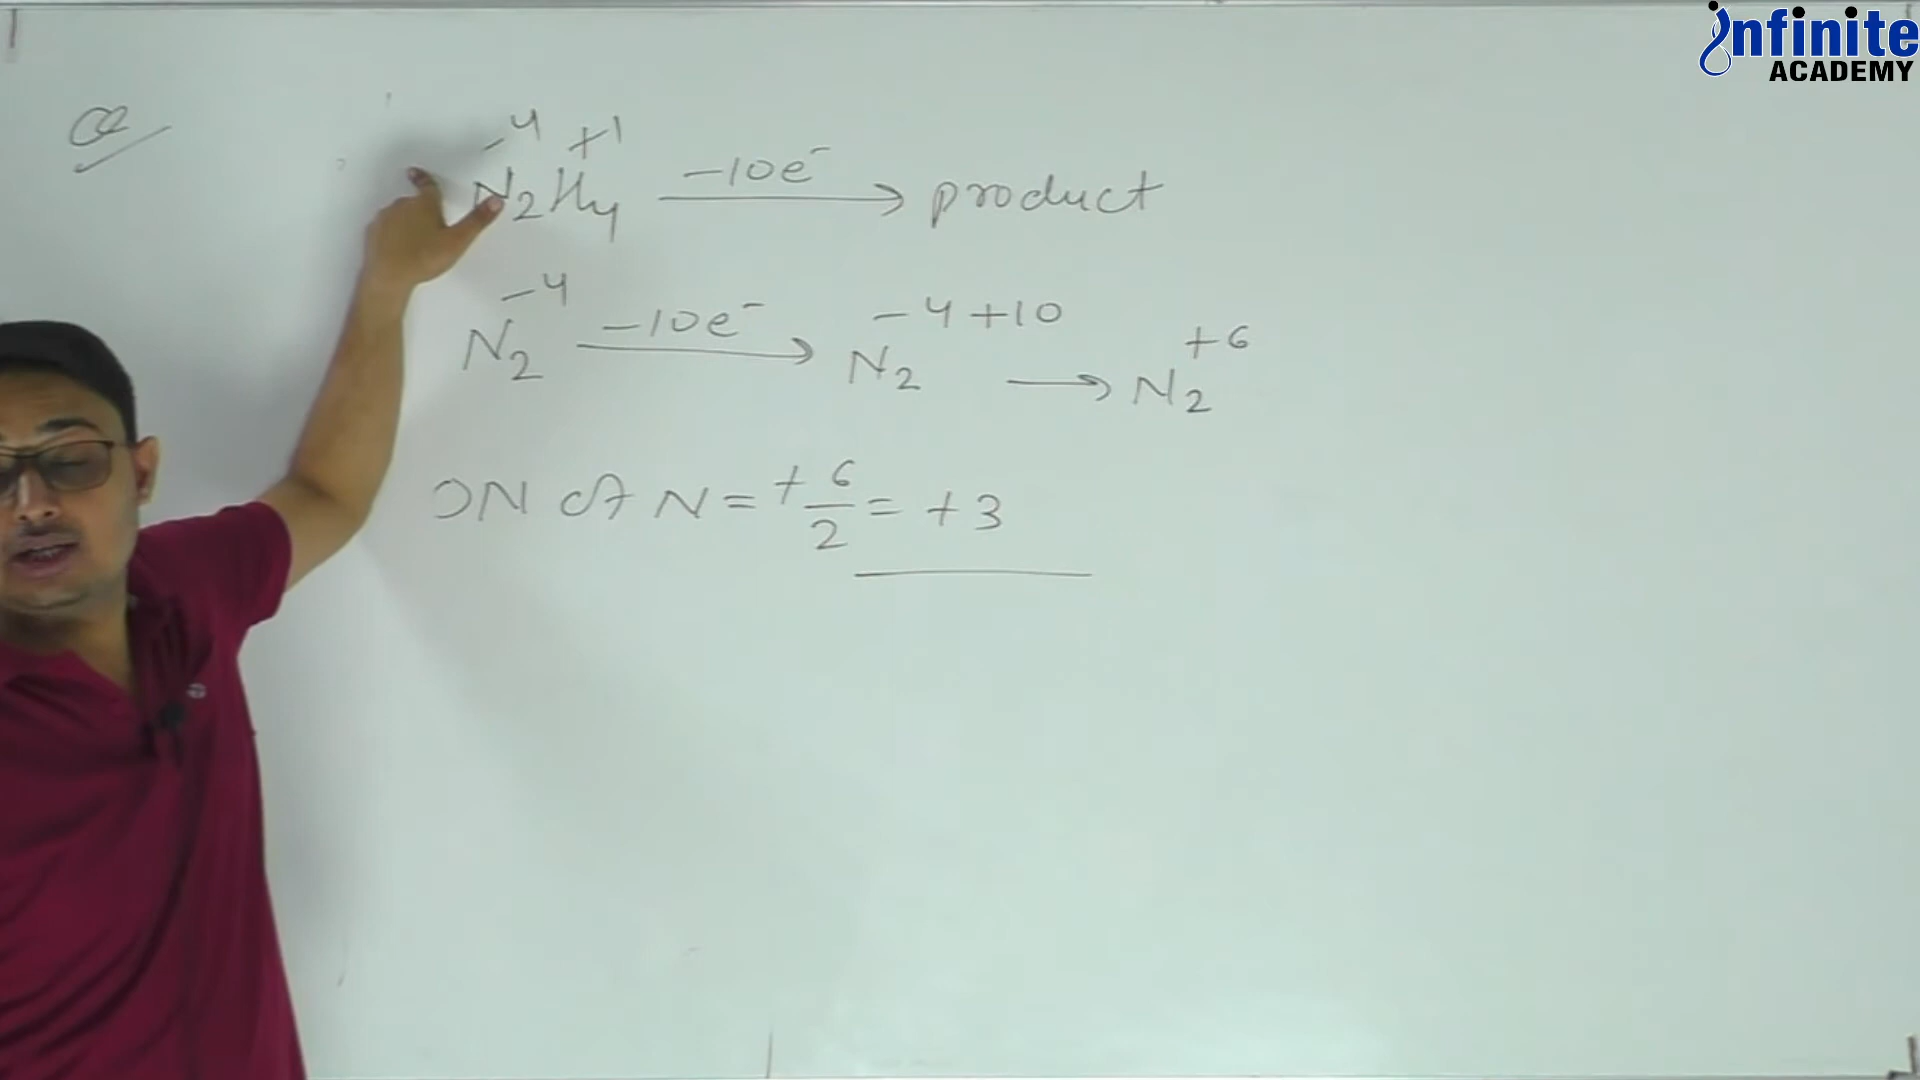 infinite
ACADEMY
Q
-4 +1
N2H4 -10e- → product
N2 -4 -10e- → N2 -4+10 → N2 +6
ON of N = +6/2 = +3